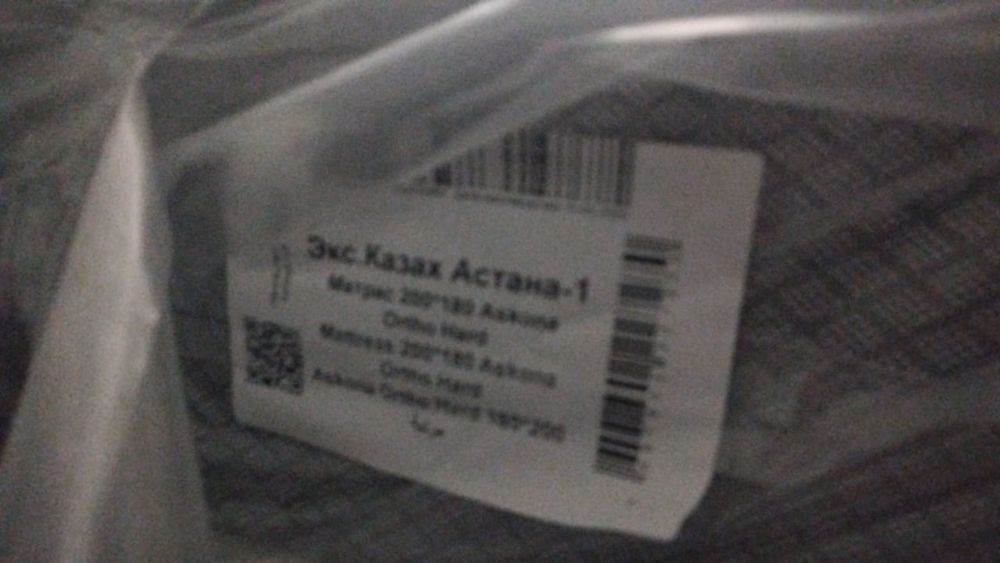 Экс.Казах Астана-1
Матрас 200*180 Askona
Ortho Hard
Mattress 200*180 Askona
Ortho Hard
Askona Ortho Hard 180*200
مرتبة